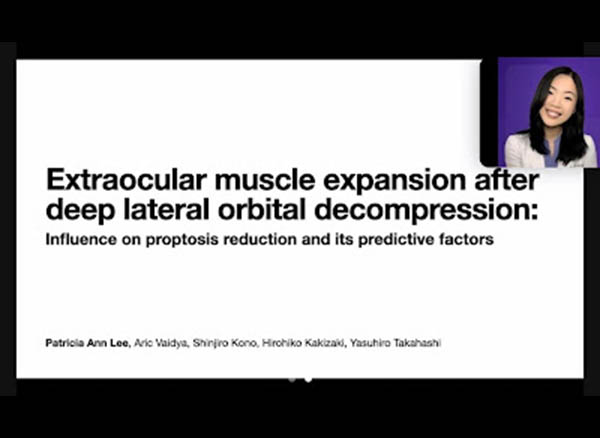 Extraocular muscle expansion after
deep lateral orbital decompression:
Influence on proptosis reduction and its predictive factors
Patricia Ann Lee, Aric Vaidya, Shinjiro Kono, Hirohiko Kakizaki, Yasuhiro Takahashi